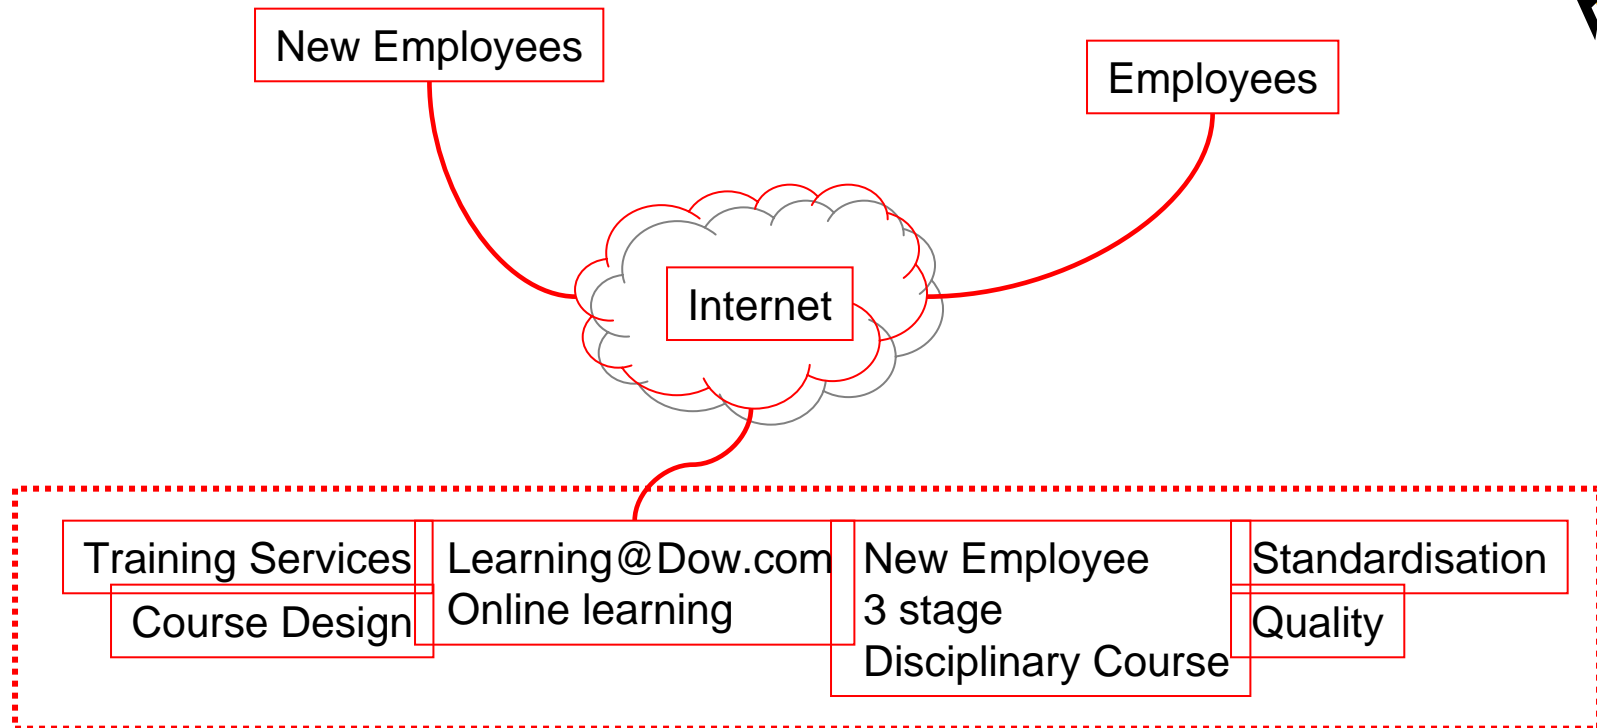 New Employees
Employees
Internet
Training Services
Course Design
Learning@Dow.com
Online learning
New Employee
3 stage
Disciplinary Course
Standardisation
Quality